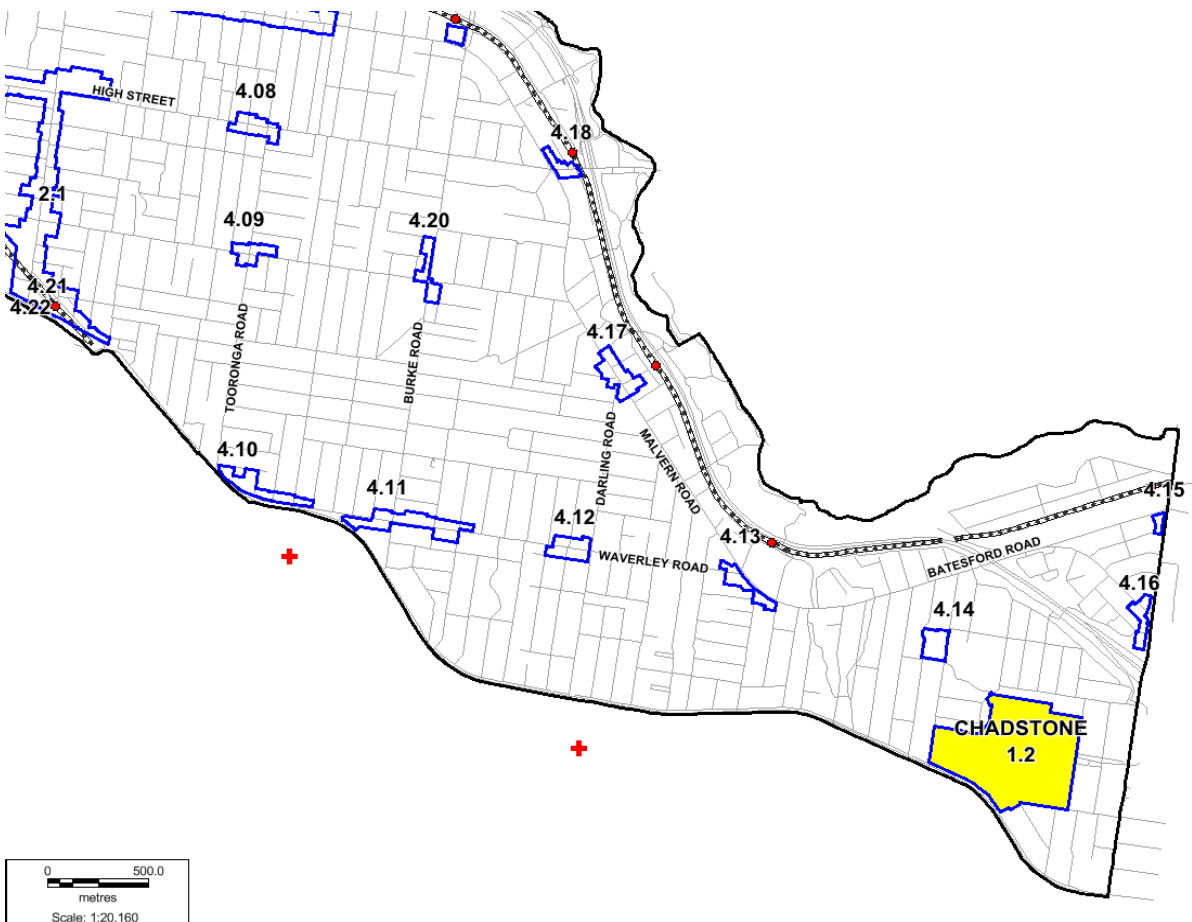 4.08
HIGH STREET
4.18
2.1
4.09
4.20
4.21
4.22
4.17
TOORONGA ROAD
BURKE ROAD
DARLING ROAD
MALVERN ROAD
4.10
4.11
4.12
4.13
4.15
WAVERLEY ROAD
BATESFORD ROAD
4.16
4.14
CHADSTONE
1.2
0 500.0
metres
Scale: 1:20,160